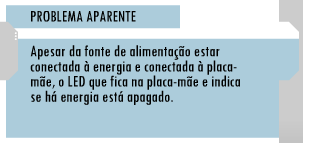 PROBLEMA APARENTE
Apesar da fonte de alimentação estar
conectada à energia e conectada à placa-
mãe, o LED que fica na placa-mãe e indica
se há energia está apagado.